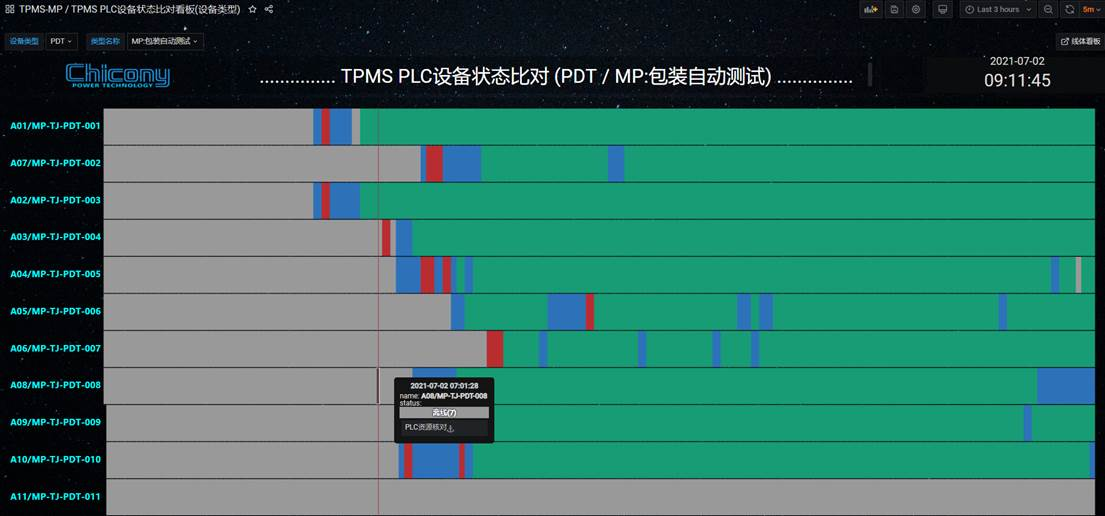 TPMS-MP / TPMS PLC设备状态比对看板(设备类型)
Last 3 hours
5m
设备类型 PDT 类型名称 MP:包装自动测试
线体看板
Chicony
POWER TECHNOLOGY
.............. TPMS PLC设备状态比对 (PDT / MP:包装自动测试) ..............
2021-07-02
09:11:45
A01/MP-TJ-PDT-001
A07/MP-TJ-PDT-002
A02/MP-TJ-PDT-003
A03/MP-TJ-PDT-004
A04/MP-TJ-PDT-005
A05/MP-TJ-PDT-006
A06/MP-TJ-PDT-007
A08/MP-TJ-PDT-008
2021-07-02 07:01:28
name: A08/MP-TJ-PDT-008
status:
离线(7)
PLC资源核对
A09/MP-TJ-PDT-009
A10/MP-TJ-PDT-010
A11/MP-TJ-PDT-011